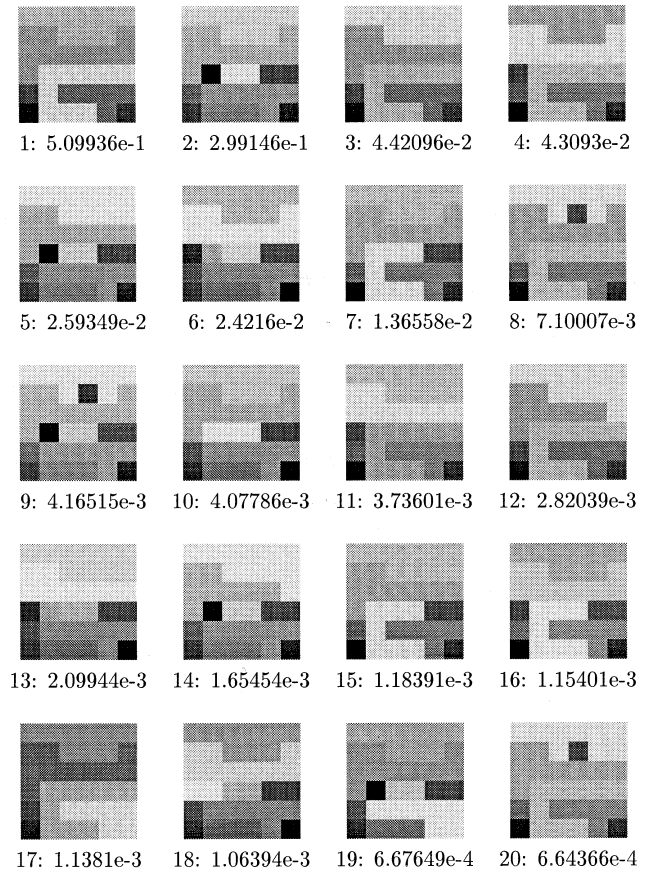 1: 5.09936e-1 2: 2.99146e-1 3: 4.42096e-2 4: 4.3093e-2
5: 2.59349e-2 6: 2.4216e-2 7: 1.36558e-2 8: 7.10007e-3
9: 4.16515e-3 10: 4.07786e-3 11: 3.73601e-3 12: 2.82039e-3
13: 2.09944e-3 14: 1.65454e-3 15: 1.18391e-3 16: 1.15401e-3
17: 1.1381e-3 18: 1.06394e-3 19: 6.67649e-4 20: 6.64366e-4